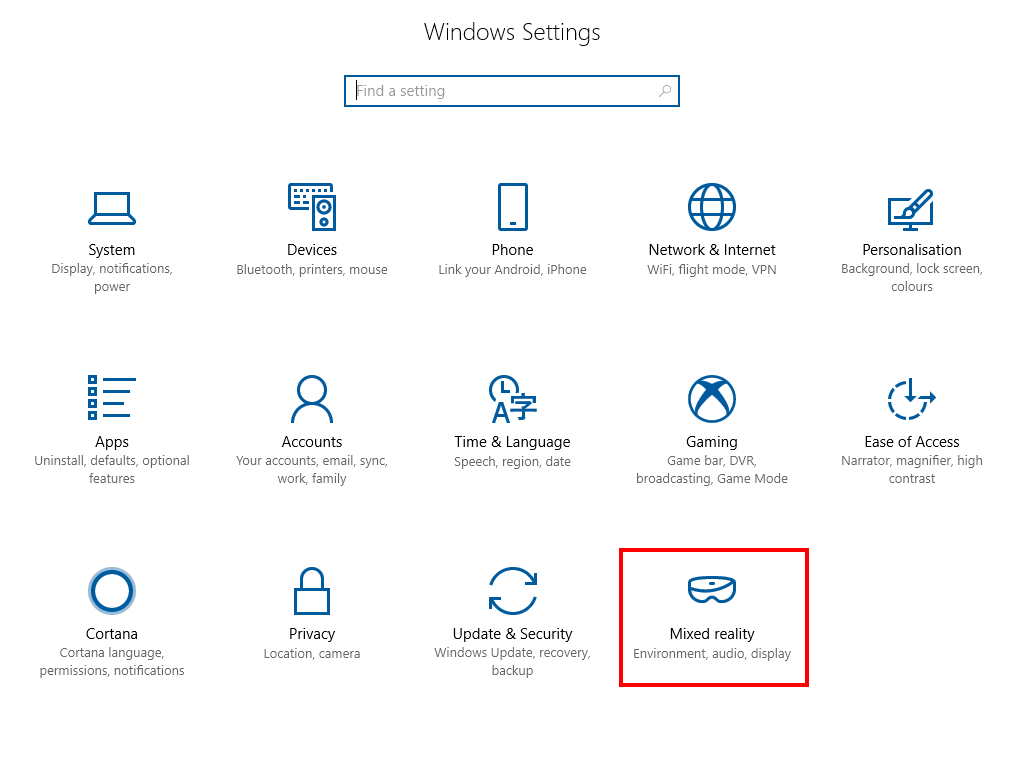 Windows Settings
Find a setting
System
Display, notifications,
power
Devices
Bluetooth, printers, mouse
Phone
Link your Android, iPhone
Network & Internet
WiFi, flight mode, VPN
Personalisation
Background, lock screen,
colours
Apps
Uninstall, defaults, optional
features
Accounts
Your accounts, email, sync,
work, family
Time & Language
Speech, region, date
Gaming
Game bar, DVR,
broadcasting, Game Mode
Ease of Access
Narrator, magnifier, high
contrast
Cortana
Cortana language,
permissions, notifications
Privacy
Location, camera
Update & Security
Windows Update, recovery,
backup
Mixed reality
Environment, audio, display